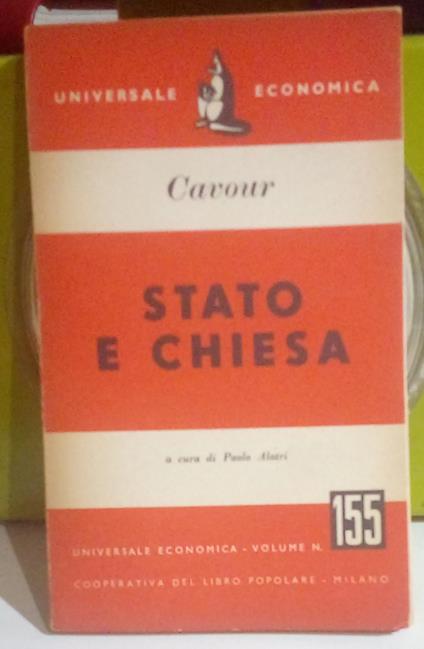 UNIVERSALE ECONOMICA
Cavour
STATO
E CHIESA
a cura di Paolo Alatri
UNIVERSALE ECONOMICA - VOLUME N. 155
COOPERATIVA DEL LIBRO POPOLARE - MILANO